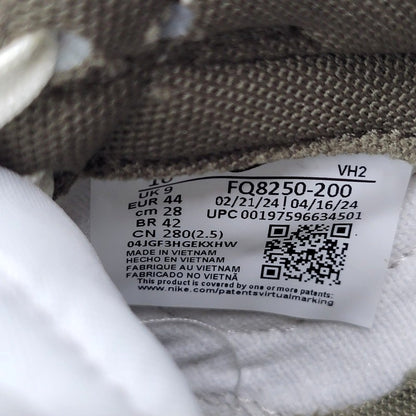 VH2
10
UK 9
EUR 44
cm 28
BR 42
CN 280(2.5)
04JGF3HGEKXHW
FQ8250-200
02/21/24 | 04/16/24
UPC 00197596634501
MADE IN VIETNAM
HECHO EN VIETNAM
FABRIQUE AU VIETNAM
FABRICADO NO VIETNÃ
This product is covered by one or more patents.
www.nike.com/patentsvirtualmarking